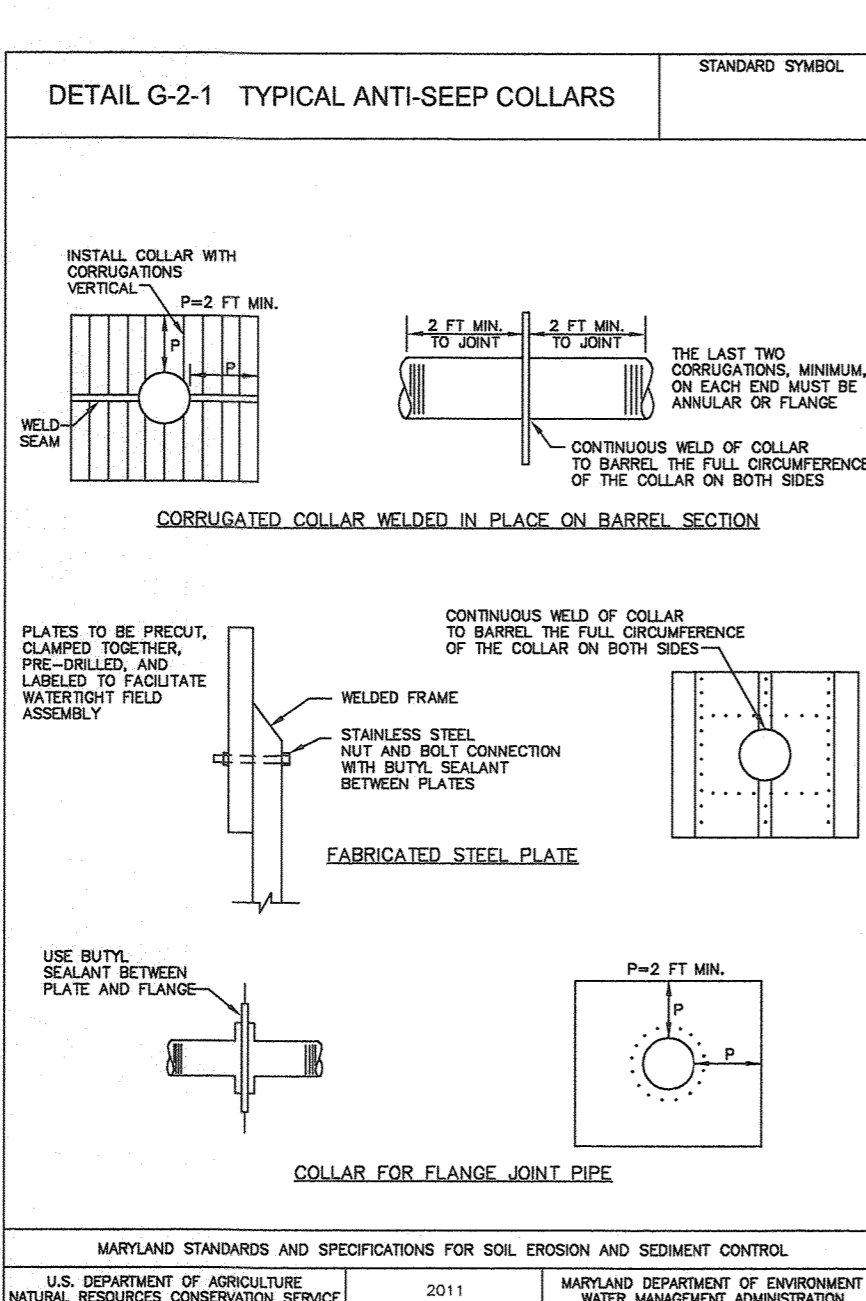 DETAIL G-2-1 TYPICAL ANTI-SEEP COLLARS
STANDARD SYMBOL
INSTALL COLLAR WITH
CORRUGATIONS
VERTICAL
P=2 FT MIN.
P
P
WELD
SEAM
2 FT MIN.
TO JOINT
2 FT MIN.
TO JOINT
THE LAST TWO
CORRUGATIONS, MINIMUM,
ON EACH END MUST BE
ANNULAR OR FLANGE
CONTINUOUS WELD OF COLLAR
TO BARREL THE FULL CIRCUMFERENCE
OF THE COLLAR ON BOTH SIDES
CORRUGATED COLLAR WELDED IN PLACE ON BARREL SECTION
PLATES TO BE PRECUT,
CLAMPED TOGETHER,
PRE-DRILLED, AND
LABELED TO FACILITATE
WATERTIGHT FIELD
ASSEMBLY
WELDED FRAME
STAINLESS STEEL
NUT AND BOLT CONNECTION
WITH BUTYL SEALANT
BETWEEN PLATES
CONTINUOUS WELD OF COLLAR
TO BARREL THE FULL CIRCUMFERENCE
OF THE COLLAR ON BOTH SIDES
FABRICATED STEEL PLATE
USE BUTYL
SEALANT BETWEEN
PLATE AND FLANGE
P=2 FT MIN.
P
P
COLLAR FOR FLANGE JOINT PIPE
MARYLAND STANDARDS AND SPECIFICATIONS FOR SOIL EROSION AND SEDIMENT CONTROL
U.S. DEPARTMENT OF AGRICULTURE
NATURAL RESOURCES CONSERVATION SERVICE
2011
MARYLAND DEPARTMENT OF ENVIRONMENT
WATER MANAGEMENT ADMINISTRATION